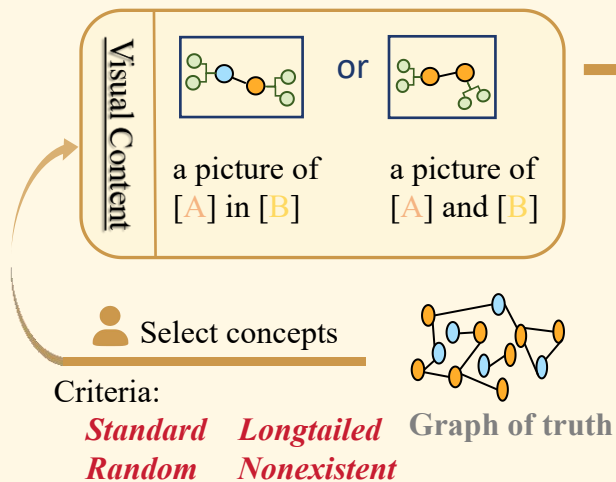 Visual Content
or
a picture of
[A] in [B]
a picture of
[A] and [B]
Select concepts
Criteria:
Standard Longtailed
Random Nonexistent
Graph of truth